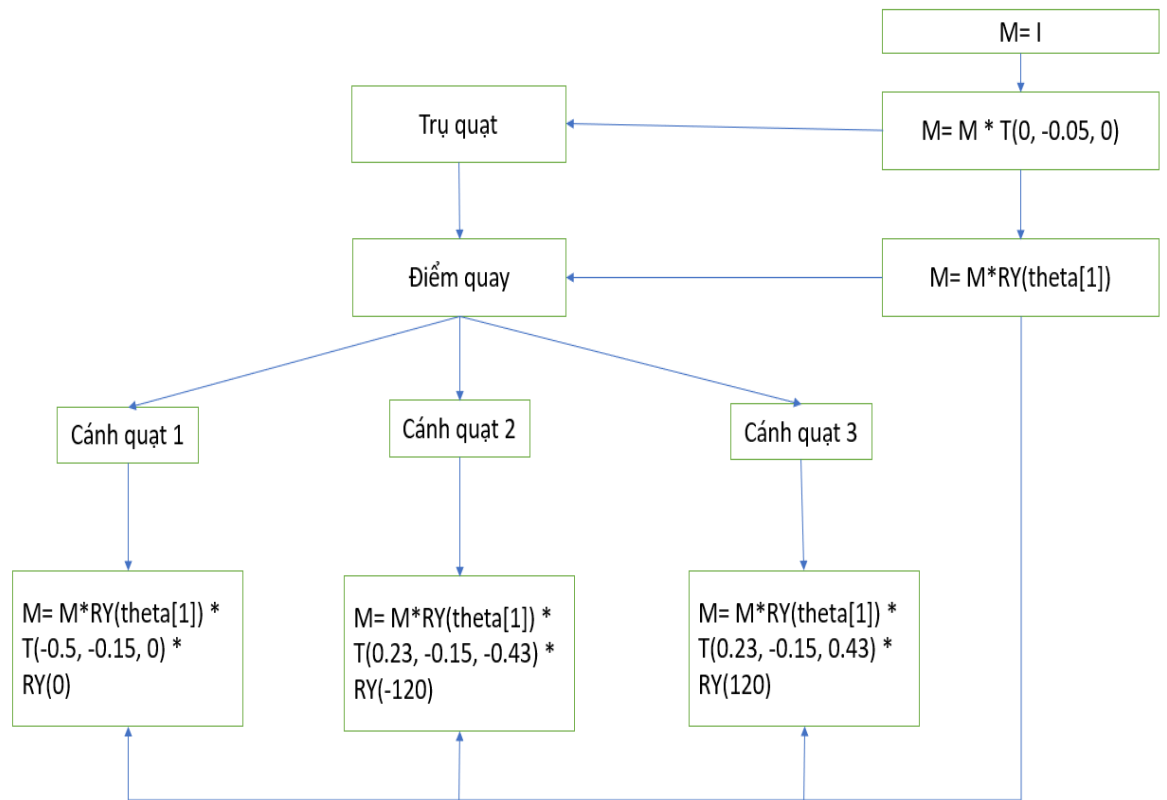 M= I
Trụ quạt
M= M * T(0, -0.05, 0)
Điểm quay
M= M*RY(theta[1])
Cánh quạt 1
Cánh quạt 2
Cánh quạt 3
M= M*RY(theta[1]) *
T(-0.5, -0.15, 0) *
RY(0)
M= M*RY(theta[1]) *
T(0.23, -0.15, -0.43) *
RY(-120)
M= M*RY(theta[1]) *
T(0.23, -0.15, 0.43) *
RY(120)